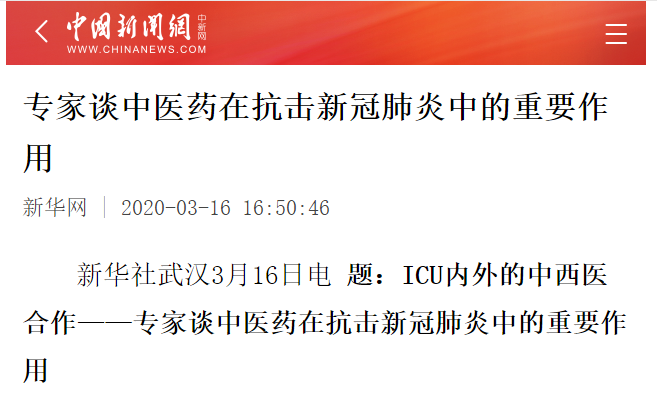 中國新聞網
中新网
WWW.CHINANEWS.COM
专家谈中医药在抗击新冠肺炎中的重要作
用
新华网 | 2020-03-16 16:50:46
新华社武汉3月16日电 题：ICU内外的中西医
合作——专家谈中医药在抗击新冠肺炎中的重要作
用